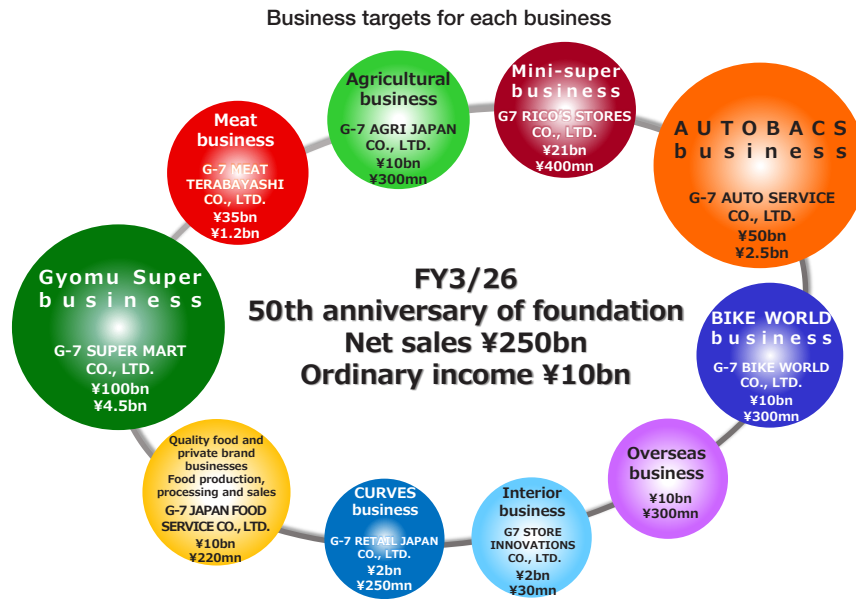 Business targets for each business
Agricultural
business
G-7 AGRI JAPAN
CO., LTD.
¥10bn
¥300mn
Mini-super
business
G7 RICO'S STORES
CO., LTD.
¥21bn
¥400mn
AUTOBACS
business
G-7 AUTO SERVICE
CO., LTD.
¥50bn
¥2.5bn
Meat
business
G-7 MEAT
TERABAYASHI
CO., LTD.
¥35bn
¥1.2bn
Gyomu Super
business
G-7 SUPER MART
CO., LTD.
¥100bn
¥4.5bn
FY3/26
50th anniversary of foundation
Net sales ¥250bn
Ordinary income ¥10bn
BIKE WORLD
business
G-7 BIKE WORLD
CO., LTD.
¥10bn
¥300mn
Quality food and
private brand
businesses
Food production,
processing and sales
G-7 JAPAN FOOD
SERVICE CO., LTD.
¥10bn
¥220mn
CURVES
business
G-7 RETAIL JAPAN
CO., LTD.
¥2bn
¥250mn
Interior
business
G7 STORE
INNOVATIONS
CO., LTD.
¥2bn
¥30mn
Overseas
business
¥10bn
¥300mn